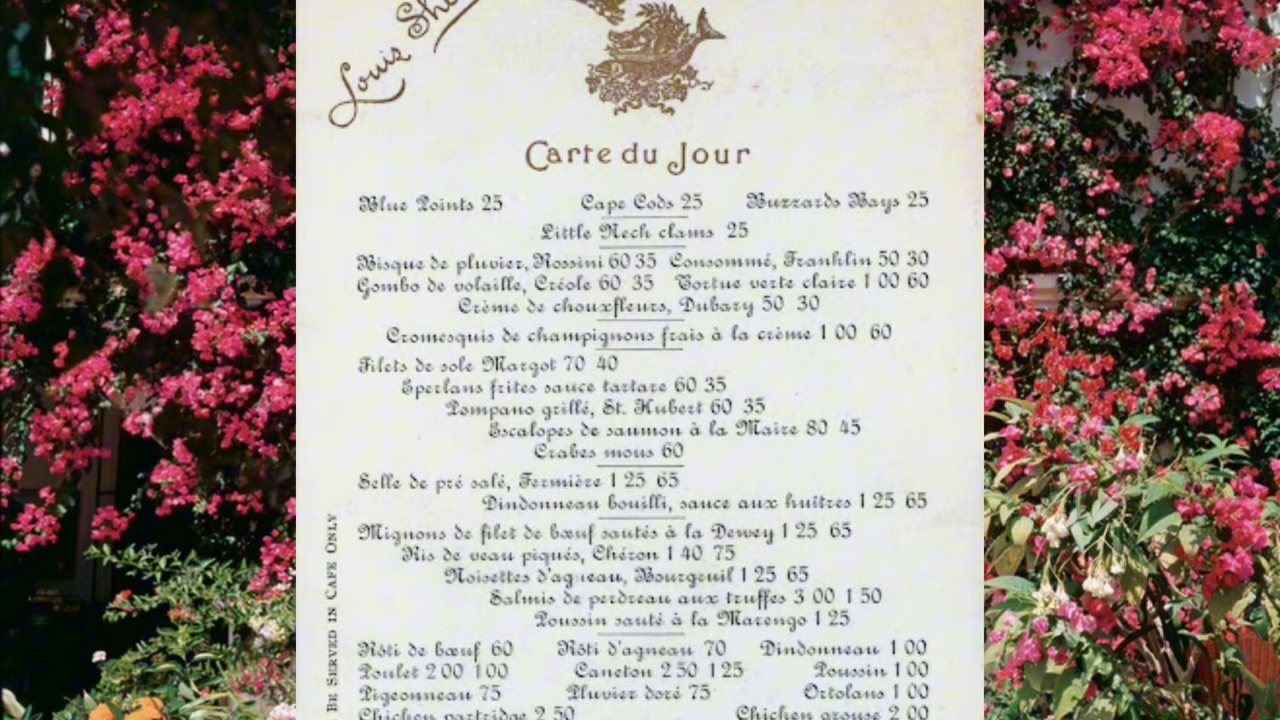 Louis
Carte du Jour
Blue Points 25 Cape Cods 25 Buzzards Bays 25
Little Nech clams 25
Bisque de pluvier, Rossini 60 35 Consommé, Franklin 50 30
Gombo de volaille, Créole 60 35 Tortue verte claire 1 00 60
Crème de chouxfleurs, Dubary 50 30
Cromesquis de champignons frais à la crème 1 00 60
Filets de sole Margot 70 40
Eperlans frites sauce tartare 60 35
Pompano grillé, St. Hubert 60 35
Escalopes de saumon à la Maire 80 45
Crabes mous 60
Selle de pré salé, Fermière 1 25 65
Dindonneau bouilli, sauce aux huîtres 1 25 65
Mignons de filet de bœuf sautés à la Dewey 1 25 65
Ris de veau piqués, Chéron 1 40 75
Noisettes d'agneau, Bourgeuil 1 25 65
Salmis de perdreau aux truffes 3 00 1 50
Poussin sauté à la Marengo 1 25
Rôti de bœuf 60 Rôti d'agneau 70 Dindonneau 1 00
Poulet 2 00 1 00 Caneton 2 50 1 25 Poussin 1 00
Pigeonneau 75 Pluvier doré 75 Ortolans 1 00
Chicken partridge 2 50 Chicken grouse 2 00
Be Served in Cafe Only